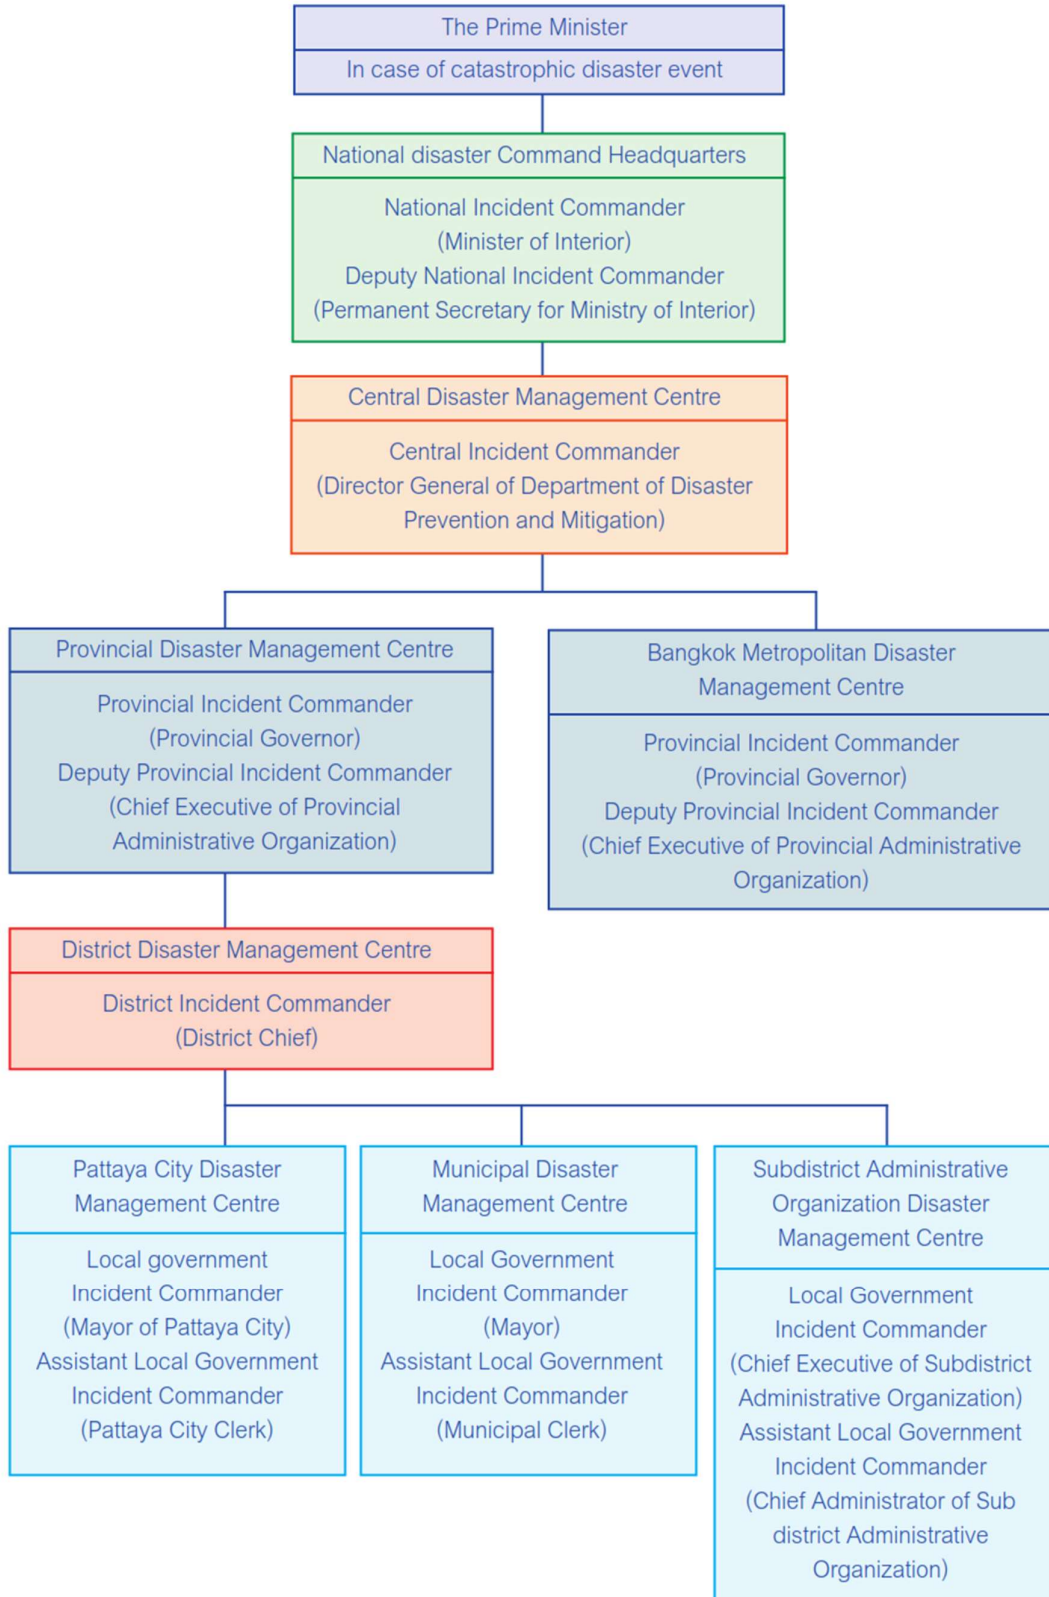 The Prime Minister
In case of catastrophic disaster event
National disaster Command Headquarters
National Incident Commander
(Minister of Interior)
Deputy National Incident Commander
(Permanent Secretary for Ministry of Interior)
Central Disaster Management Centre
Central Incident Commander
(Director General of Department of Disaster
Prevention and Mitigation)
Provincial Disaster Management Centre
Provincial Incident Commander
(Provincial Governor)
Deputy Provincial Incident Commander
(Chief Executive of Provincial
Administrative Organization)
Bangkok Metropolitan Disaster
Management Centre
Provincial Incident Commander
(Provincial Governor)
Deputy Provincial Incident Commander
(Chief Executive of Provincial Administrative
Organization)
District Disaster Management Centre
District Incident Commander
(District Chief)
Pattaya City Disaster
Management Centre
Local government
Incident Commander
(Mayor of Pattaya City)
Assistant Local Government
Incident Commander
(Pattaya City Clerk)
Municipal Disaster
Management Centre
Local Government
Incident Commander
(Mayor)
Assistant Local Government
Incident Commander
(Municipal Clerk)
Subdistrict Administrative
Organization Disaster
Management Centre
Local Government
Incident Commander
(Chief Executive of Subdistrict
Administrative Organization)
Assistant Local Government
Incident Commander
(Chief Administrator of Sub
district Administrative
Organization)